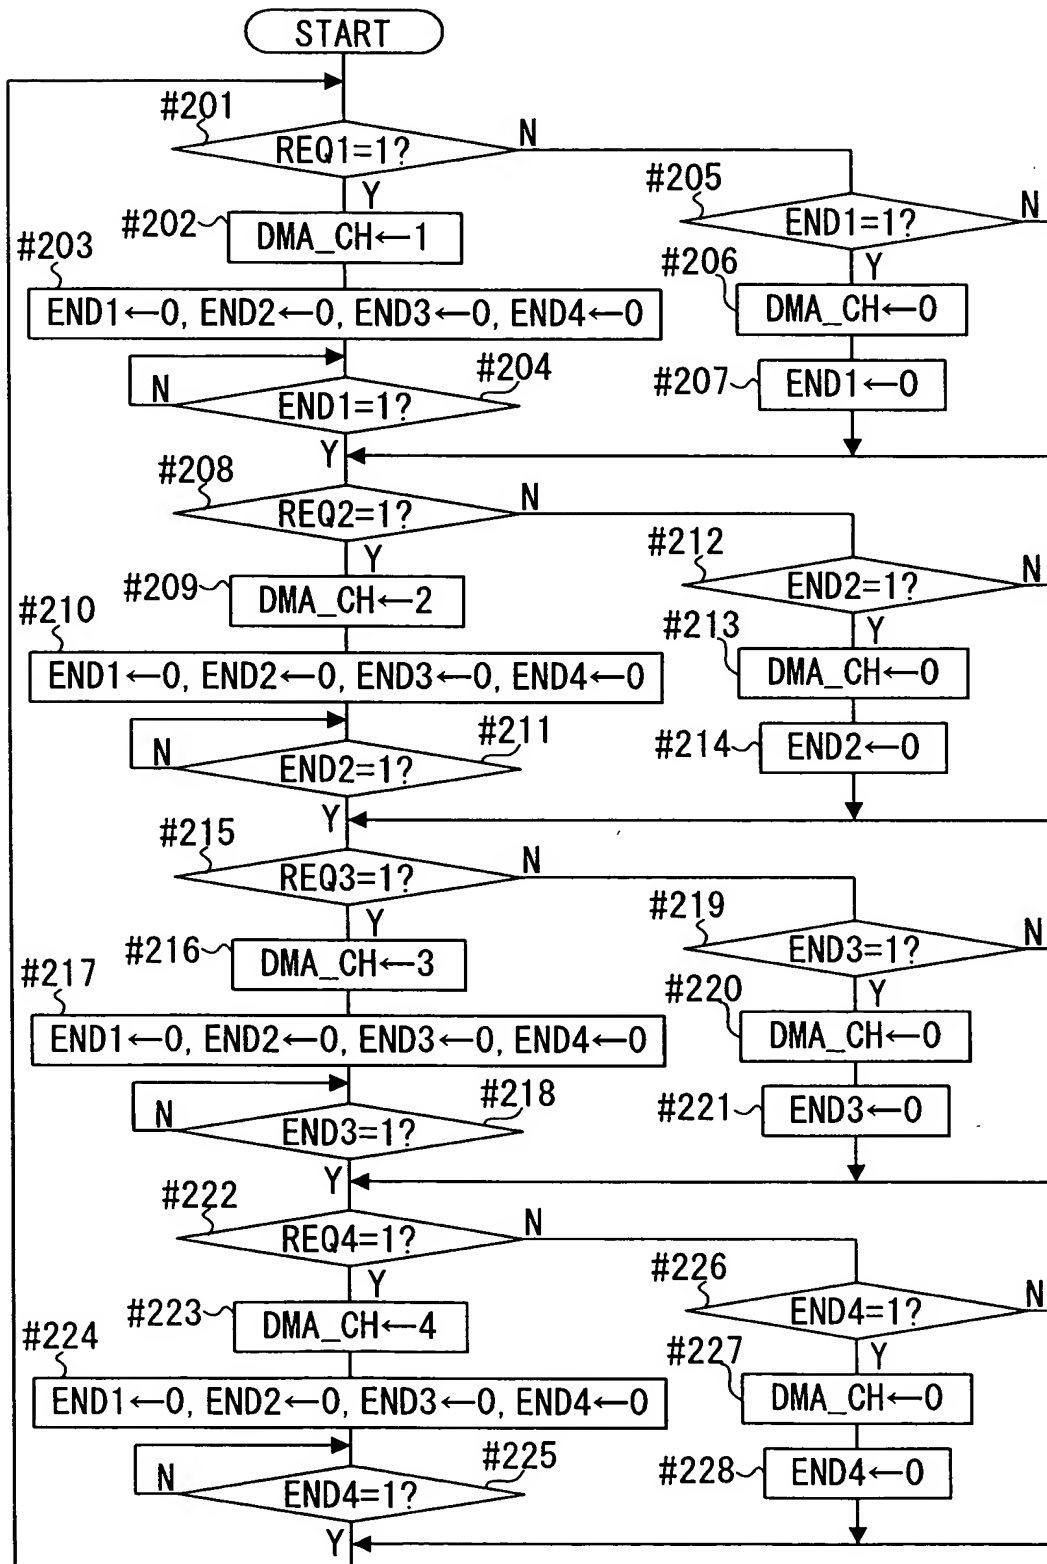 START
#201
REQ1=1?
N
Y
#202
DMA_CH←1
#203
END1←0, END2←0, END3←0, END4←0
#204
END1=1?
N
Y
#205
END1=1?
N
Y
#206
DMA_CH←0
#207
END1←0
#208
REQ2=1?
N
Y
#209
DMA_CH←2
#210
END1←0, END2←0, END3←0, END4←0
#211
END2=1?
N
Y
#212
END2=1?
N
Y
#213
DMA_CH←0
#214
END2←0
#215
REQ3=1?
N
Y
#216
DMA_CH←3
#217
END1←0, END2←0, END3←0, END4←0
#218
END3=1?
N
Y
#219
END3=1?
N
Y
#220
DMA_CH←0
#221
END3←0
#222
REQ4=1?
N
Y
#223
DMA_CH←4
#224
END1←0, END2←0, END3←0, END4←0
#225
END4=1?
N
Y
#226
END4=1?
N
Y
#227
DMA_CH←0
#228
END4←0